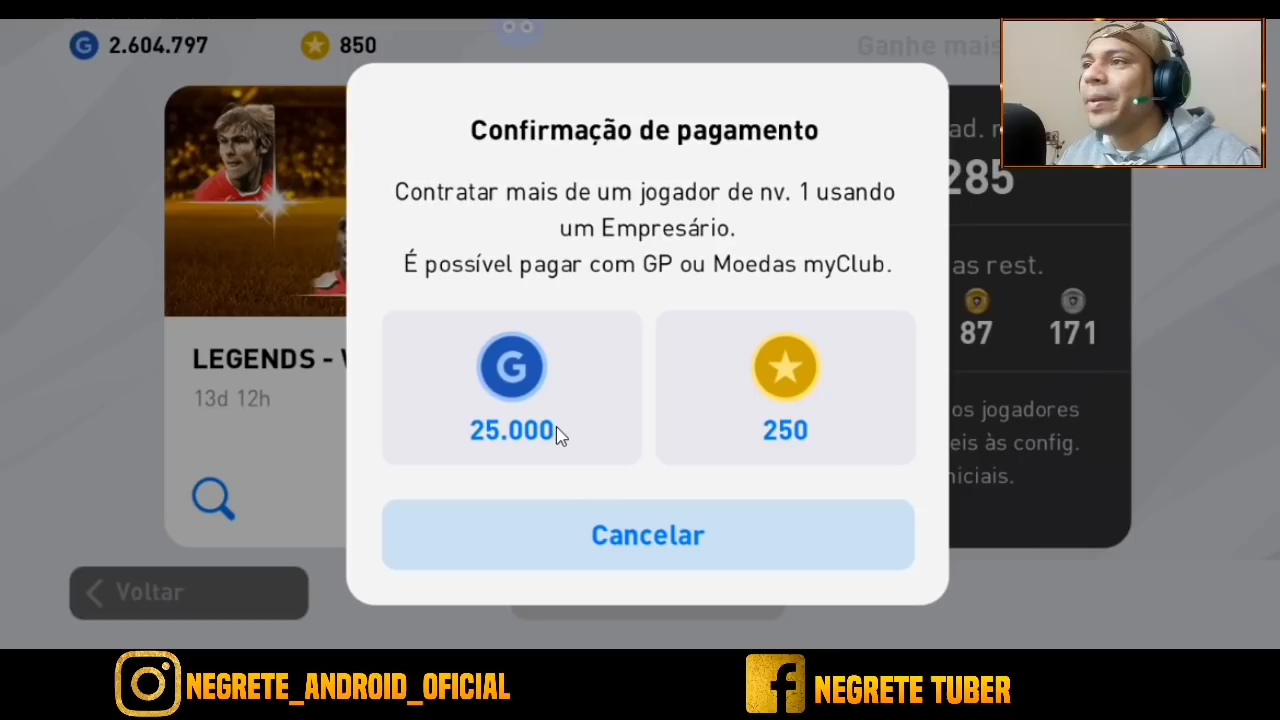 2.604.797
850
Ganhe mais
Confirmação de pagamento
Contratar mais de um jogador de nv. 1 usando
um Empresário.
É possível pagar com GP ou Moedas myClub.
G
25.000
250
Cancelar
LEGENDS -
13d 12h
ad.
285
as rest.
87
171
os jogadores
eis às config.
niciais.
Voltar
NEGRETE_ANDROID_OFICIAL
NEGRETE TUBER